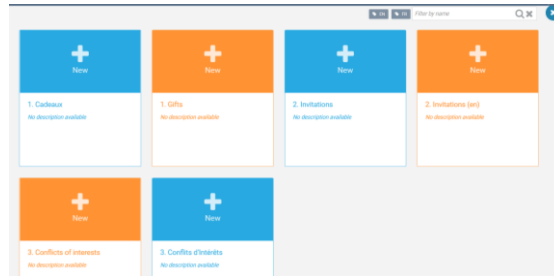 EN FR Filter by name
New New New New
1. Cadeaux 1. Gifts 2. Invitations 2. Invitations (en)
No description available No description available No description available No description available
New New
3. Conflicts of interests 3. Conflits d'Intérêts
No description available No description available